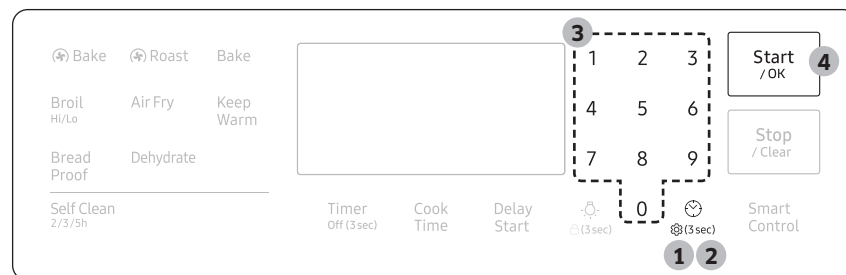 Bake Roast Bake
Broil Air Fry Keep
Hi/Lo Warm
Bread Dehydrate
Proof
Self Clean
2/3/5h
Timer Cook Delay
Off (3 sec) Time Start
3
1 2 3
4 5 6
7 8 9
0
(3 sec)
(3 sec)
1 2
Start
/ OK
4
Stop
/ Clear
Smart
Control